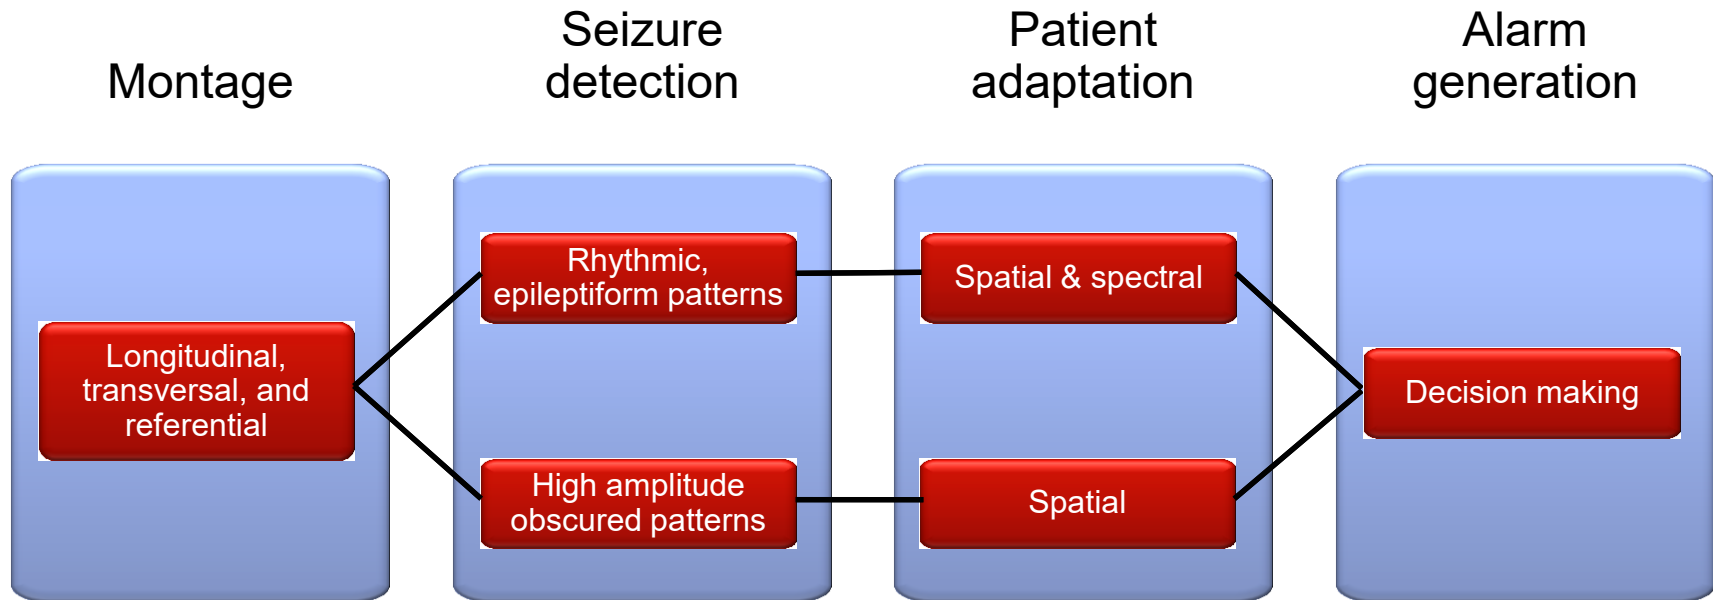 Montage
Seizure
detection
Patient
adaptation
Alarm
generation
Longitudinal,
transversal, and
referential
Rhythmic,
epileptiform patterns
High amplitude
obscured patterns
Spatial & spectral
Spatial
Decision making